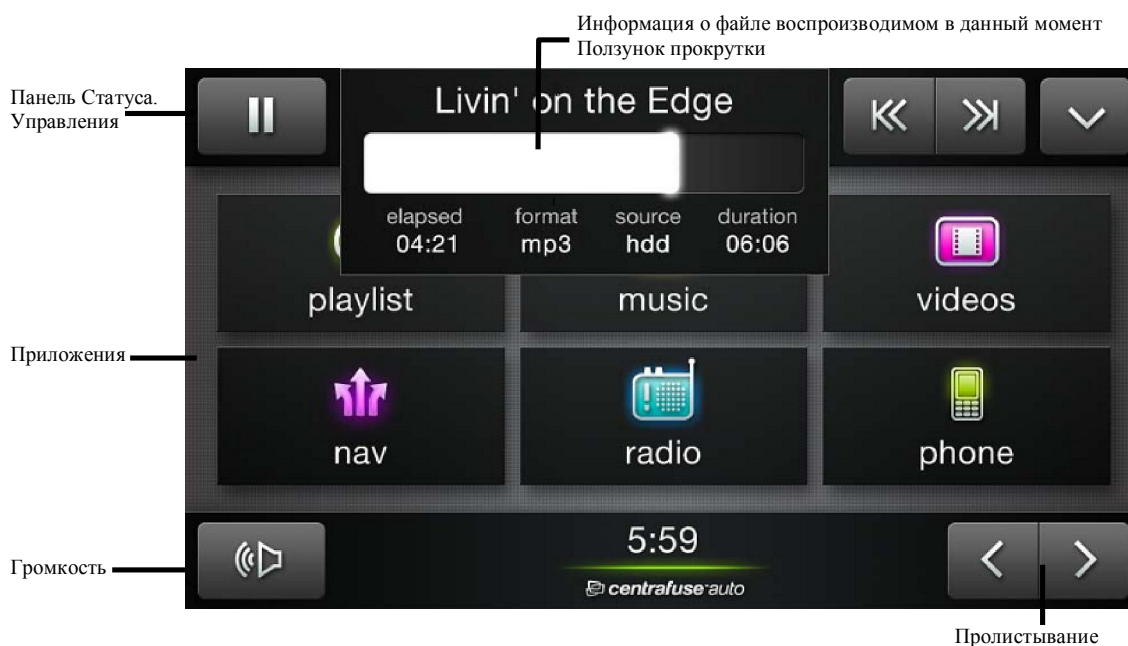 Информация о файле воспроизводимом в данный момент
Ползунок прокрутки
Панель Статуса.
Управления
Livin' on the Edge
elapsed format source duration
04:21 mp3 hdd 06:06
playlist music videos
Приложения
nav radio phone
Громкость
5:59
centrafuse auto
Пролистывание